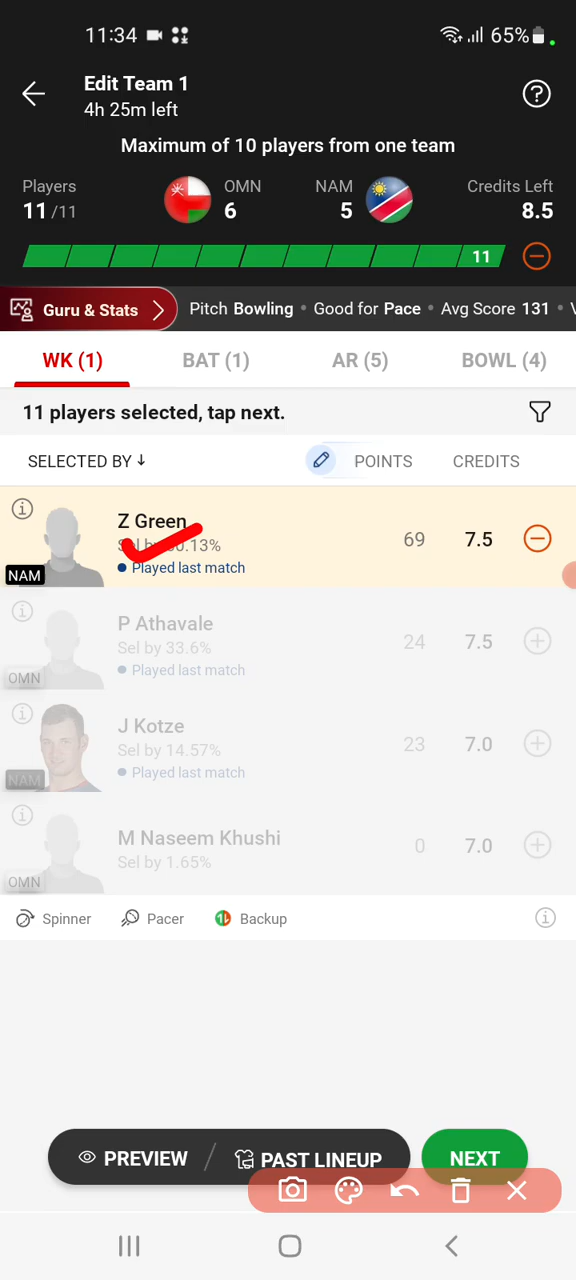 11:34 65%
Edit Team 1
4h 25m left
Maximum of 10 players from one team
Players OMN NAM Credits Left
11/11 6 5 8.5
11
Guru & Stats Pitch Bowling • Good for Pace • Avg Score 131 •
WK (1) BAT (1) AR (5) BOWL (4)
11 players selected, tap next.
SELECTED BY ↓ POINTS CREDITS
Z Green
69 7.5
NAM Played last match
P Athavale
Sel by 33.6% 24 7.5
OMN Played last match
J Kotze
Sel by 14.57% 23 7.0
NAM Played last match
M Naseem Khushi
Sel by 1.65% 0 7.0
OMN
Spinner Pacer Backup
PREVIEW / PAST LINEUP NEXT